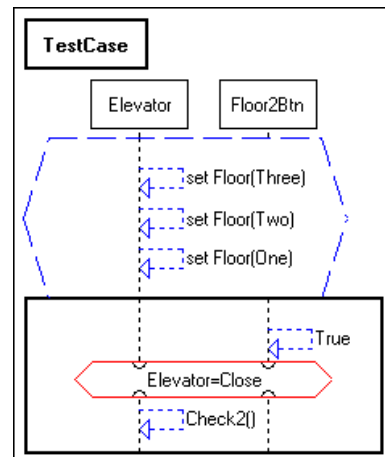 TestCase
Elevator
Floor2Btn
set Floor(Three)
set Floor(Two)
set Floor(One)
True
Elevator=Close
Check2()